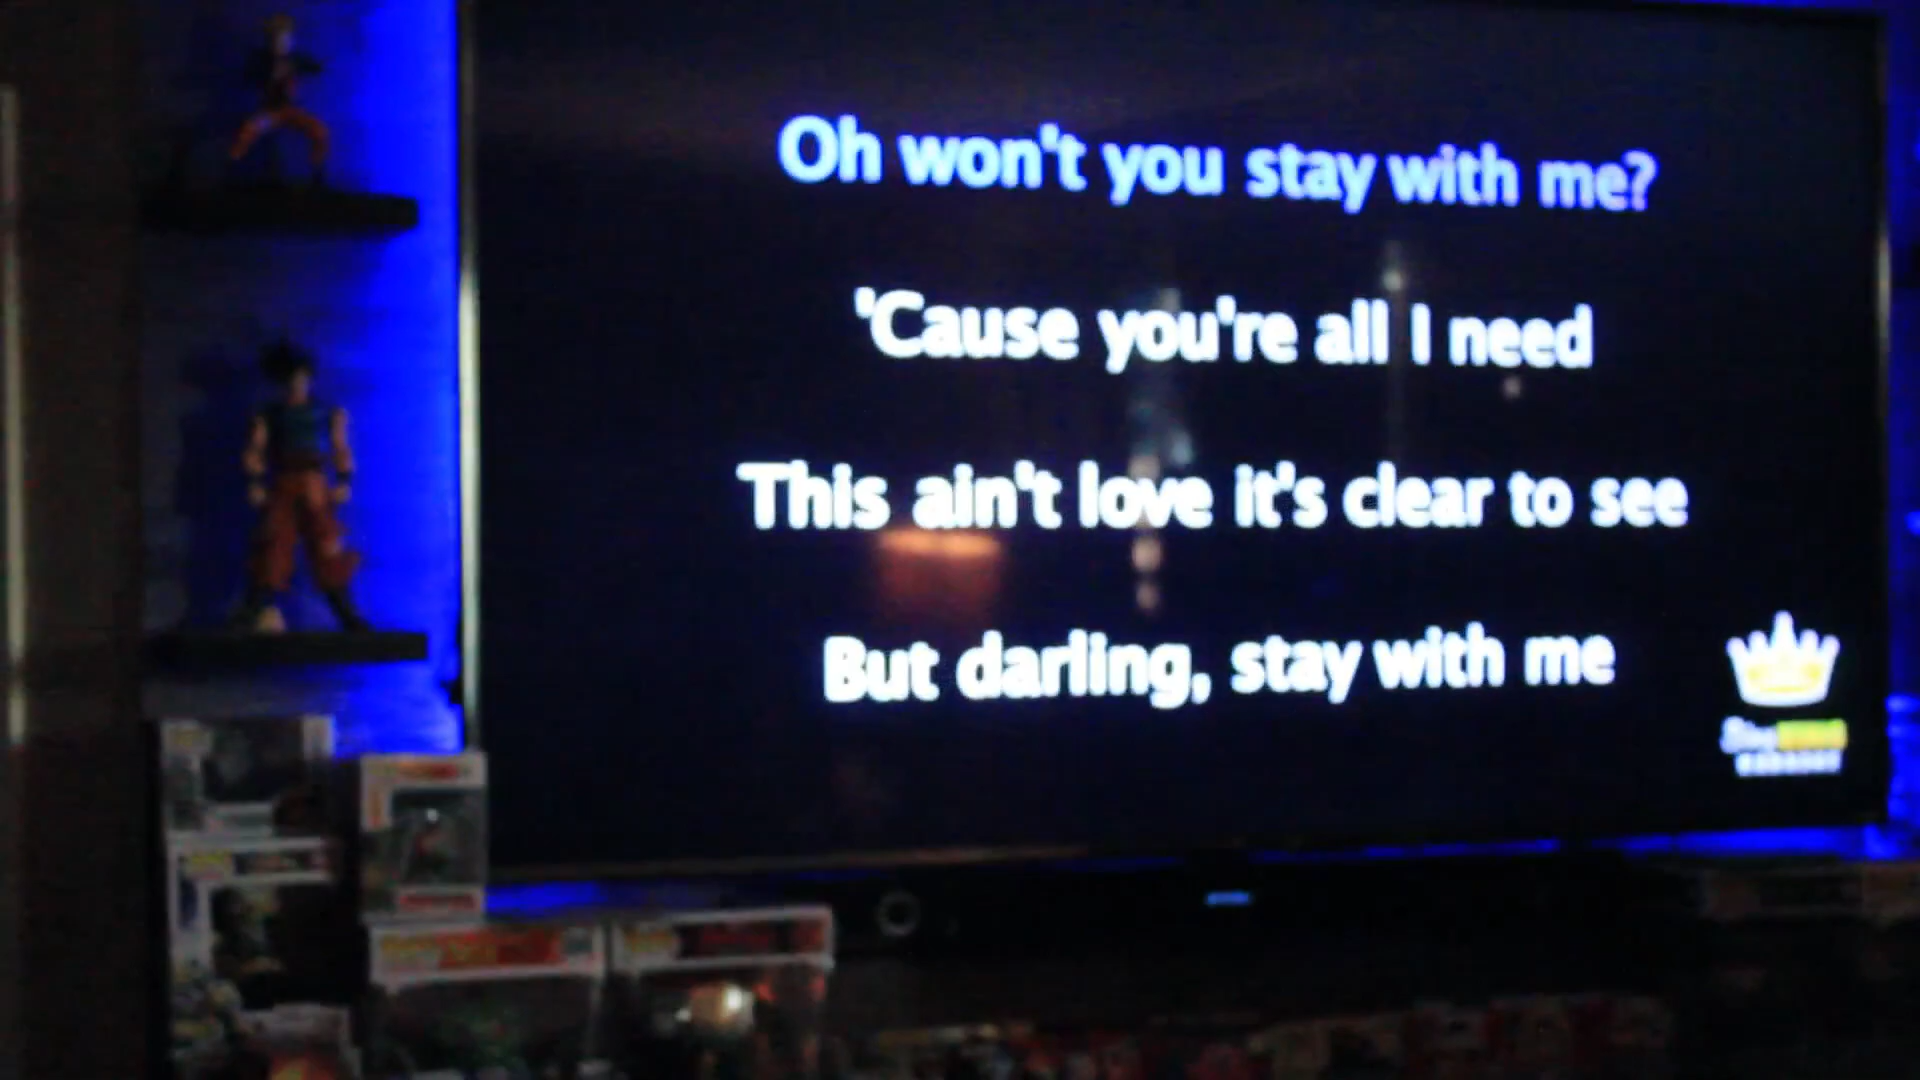 Oh won't you stay with me?
'Cause you're all I need
This ain't love it's clear to see
But darling, stay with me